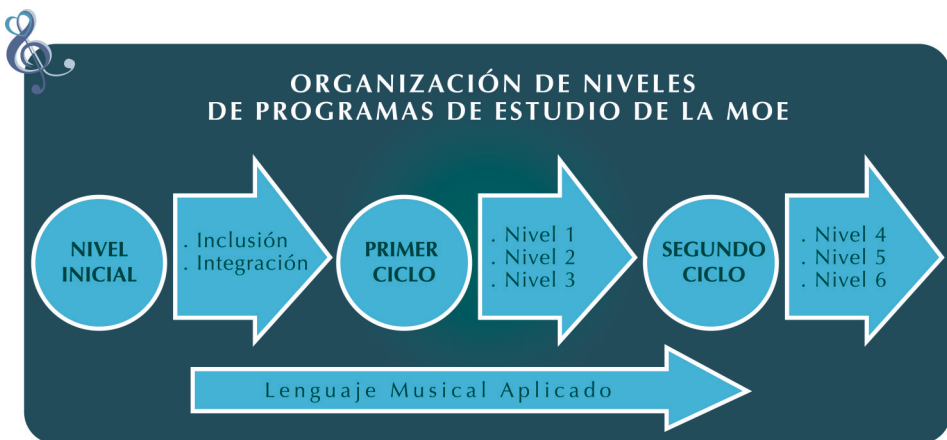 ORGANIZACIÓN DE NIVELES
DE PROGRAMAS DE ESTUDIO DE LA MOE
NIVEL
INICIAL
. Inclusión
. Integración
PRIMER
CICLO
. Nivel 1
. Nivel 2
. Nivel 3
SEGUNDO
CICLO
. Nivel 4
. Nivel 5
. Nivel 6
Lenguaje Musical Aplicado